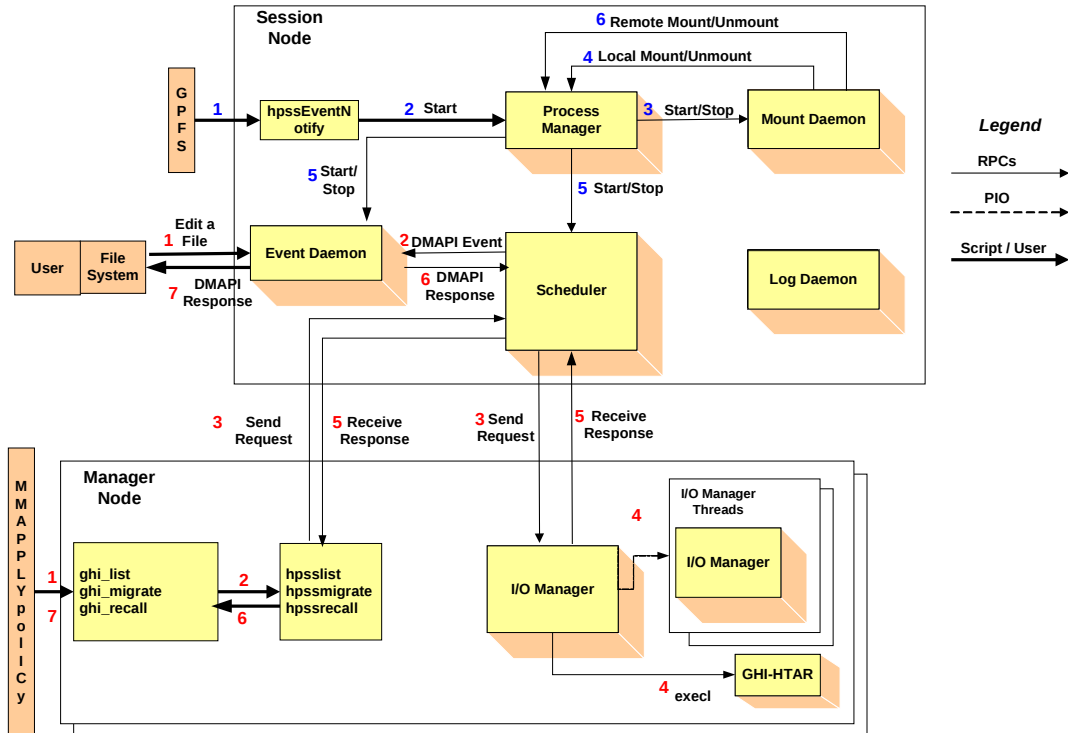 Session
Node
6 Remote Mount/Unmount
4 Local Mount/Unmount
G
P
F
S
1
hpssEventN
otify
2 Start
Process
Manager
3 Start/Stop
Mount Daemon
Legend
RPCs
PIO
Script / User
5 Start/
Stop
5 Start/Stop
User
File
System
1 Edit a
File
7 DMAPI
Response
Event Daemon
2 DMAPI Event
6 DMAPI
Response
Scheduler
Log Daemon
3 Send
Request
5 Receive
Response
3 Send
Request
5 Receive
Response
M
M
A
P
P
L
Y
p
o
l
I
C
y
Manager
Node
1
7
ghi_list
ghi_migrate
ghi_recall
2
6
hpsslist
hpssmigrate
hpssrecall
I/O Manager
4
I/O Manager
Threads
I/O Manager
4 execl
GHI-HTAR